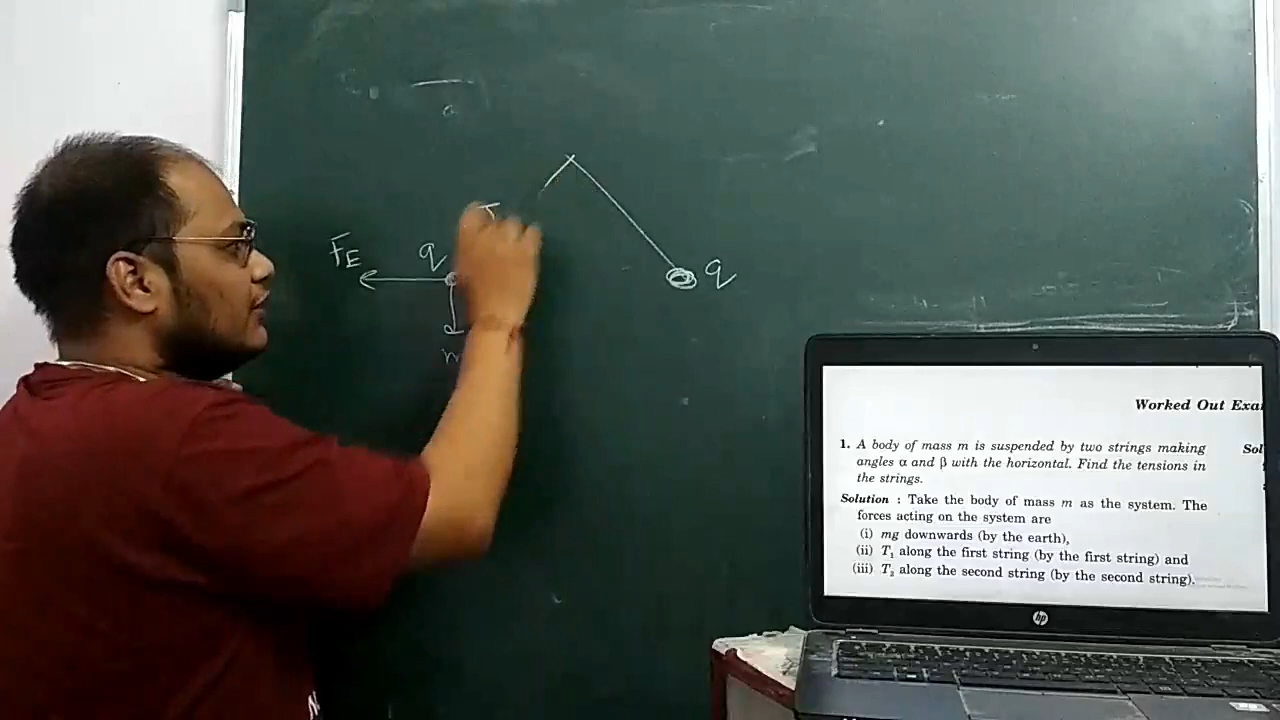 a
T
F_E
q
q
m
Worked Out Exa
1. A body of mass m is suspended by two strings making
angles α and β with the horizontal. Find the tensions in
the strings.
Sol
Solution : Take the body of mass m as the system. The
forces acting on the system are
(i) mg downwards (by the earth),
(ii) T₁ along the first string (by the first string) and
(iii) T₂ along the second string (by the second string).
hp